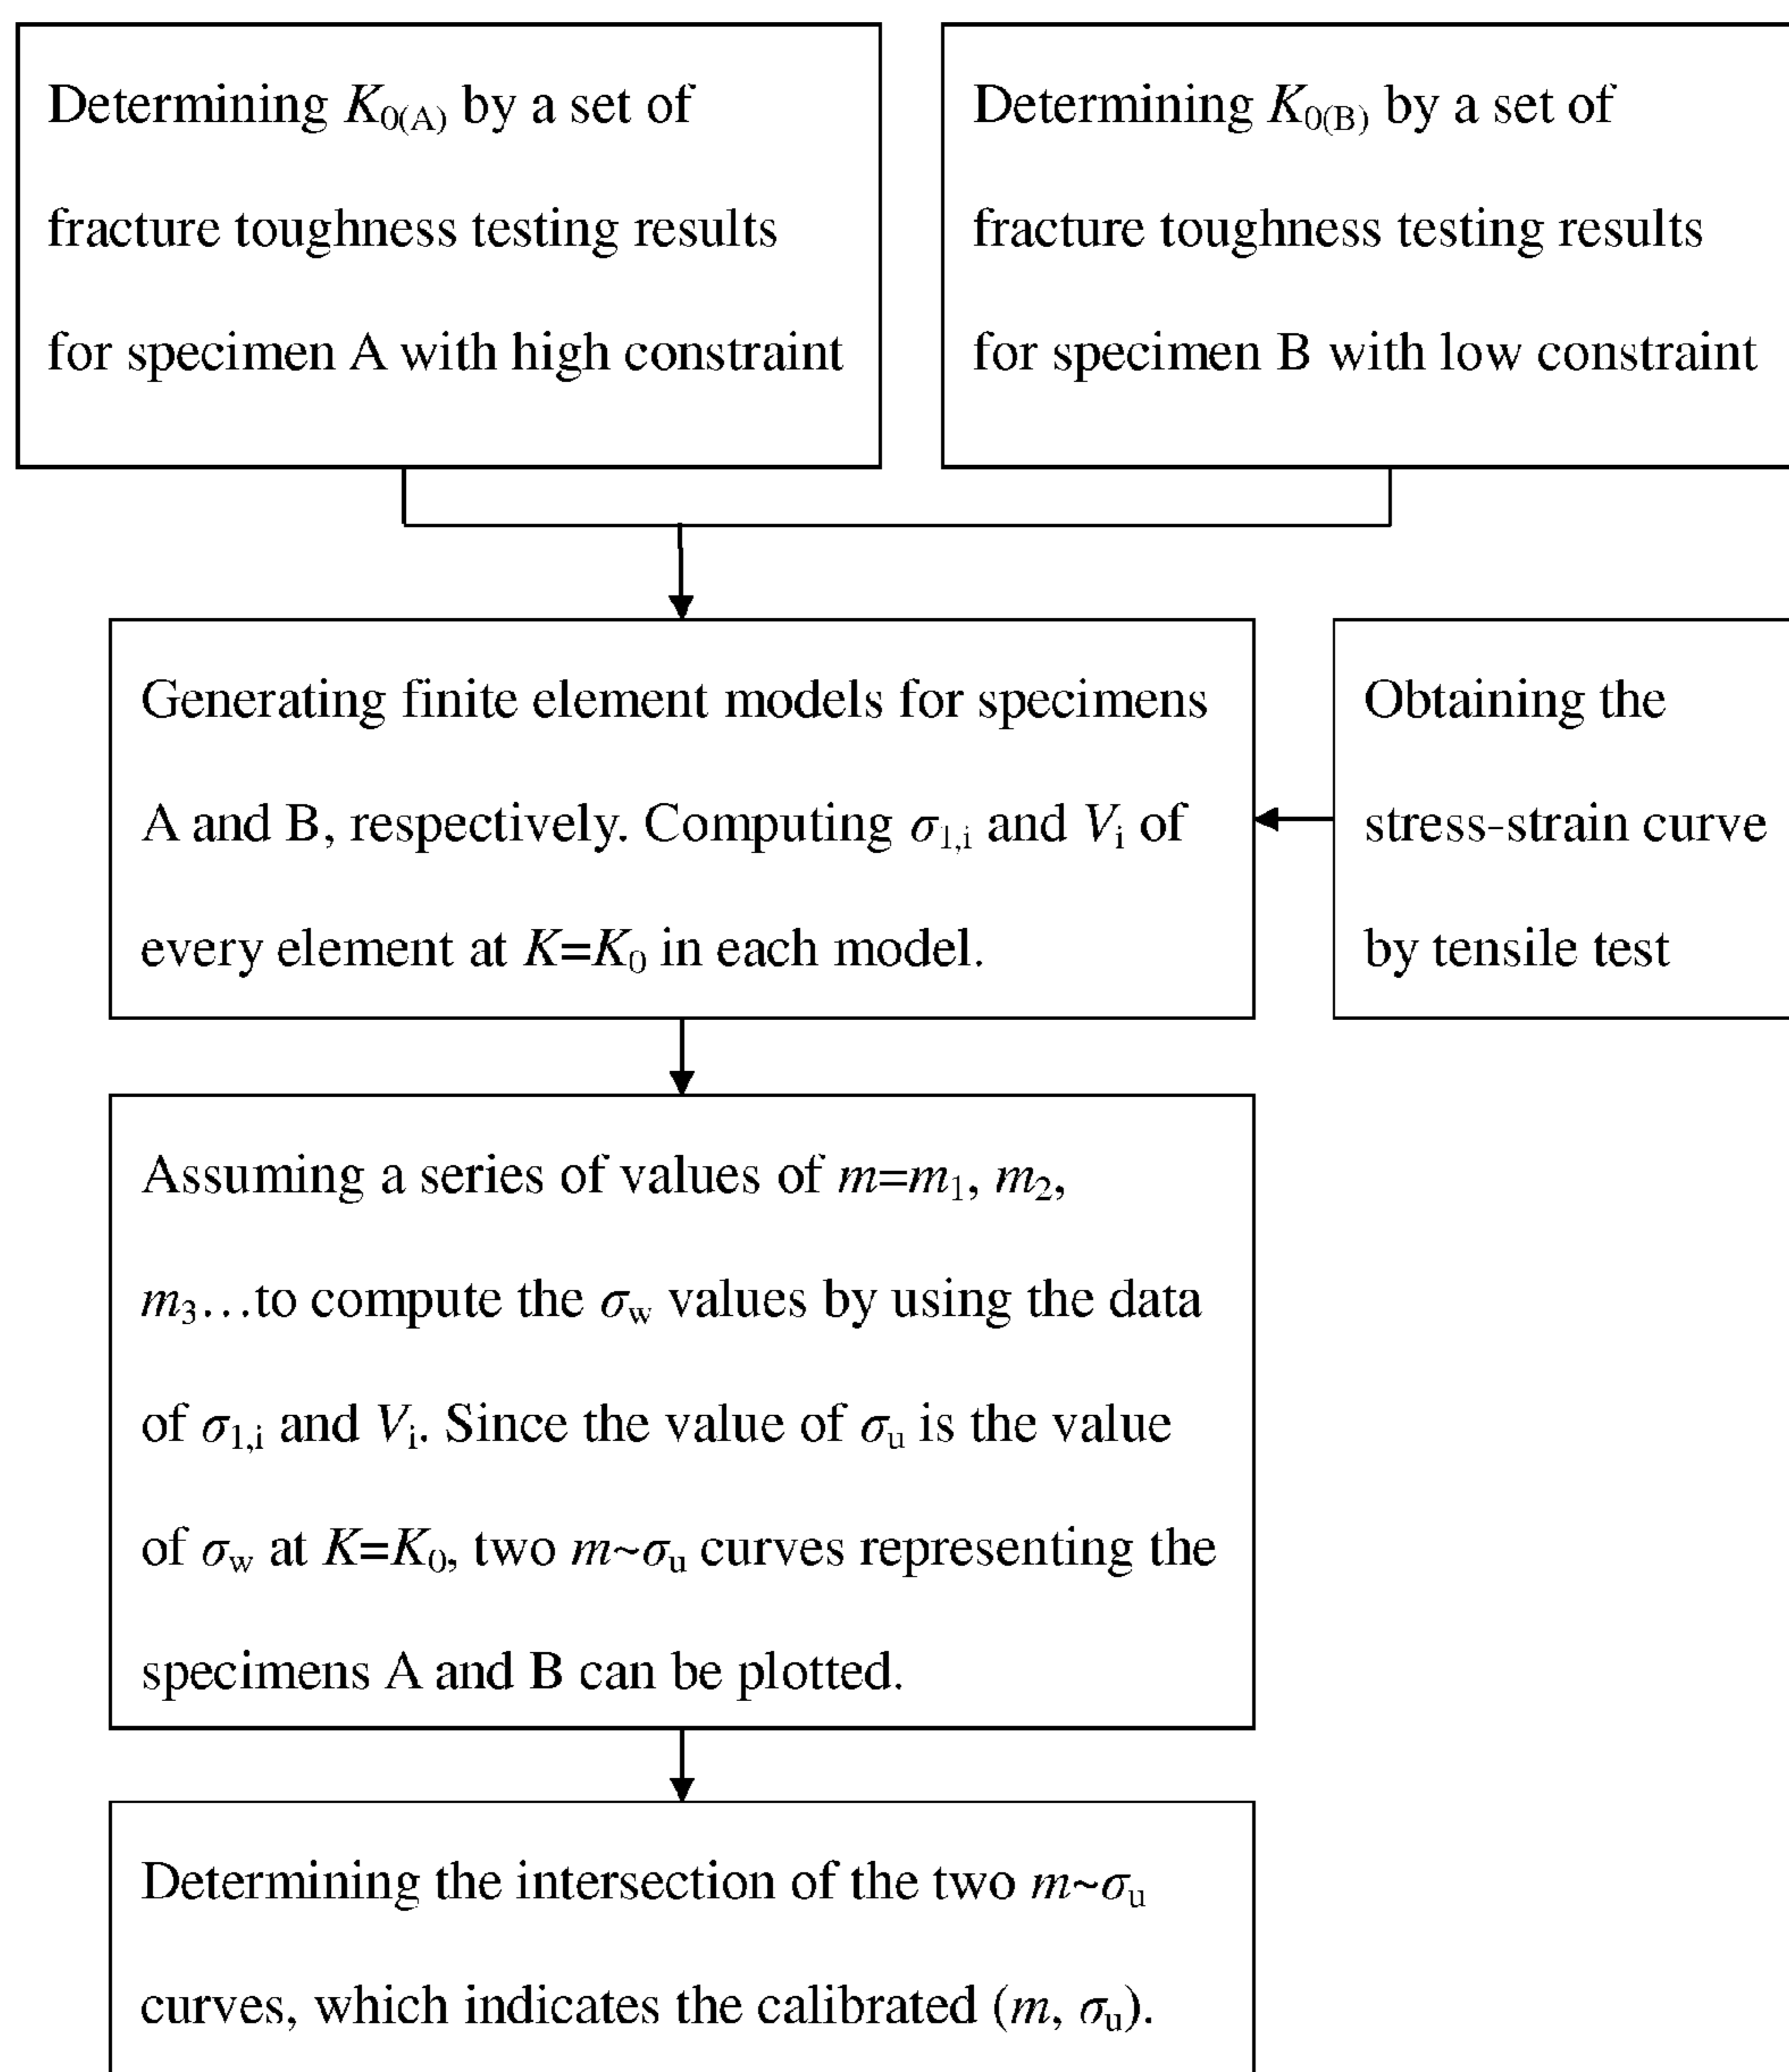 Determining K0(A) by a set of
fracture toughness testing results
for specimen A with high constraint
Determining K0(B) by a set of
fracture toughness testing results
for specimen B with low constraint
Generating finite element models for specimens
A and B, respectively. Computing σ1,i and Vi of
every element at K=K0 in each model.
Obtaining the
stress-strain curve
by tensile test
Assuming a series of values of m=m1, m2,
m3…to compute the σw values by using the data
of σ1,i and Vi. Since the value of σu is the value
of σw at K=K0, two m~σu curves representing the
specimens A and B can be plotted.
Determining the intersection of the two m~σu
curves, which indicates the calibrated (m, σu).